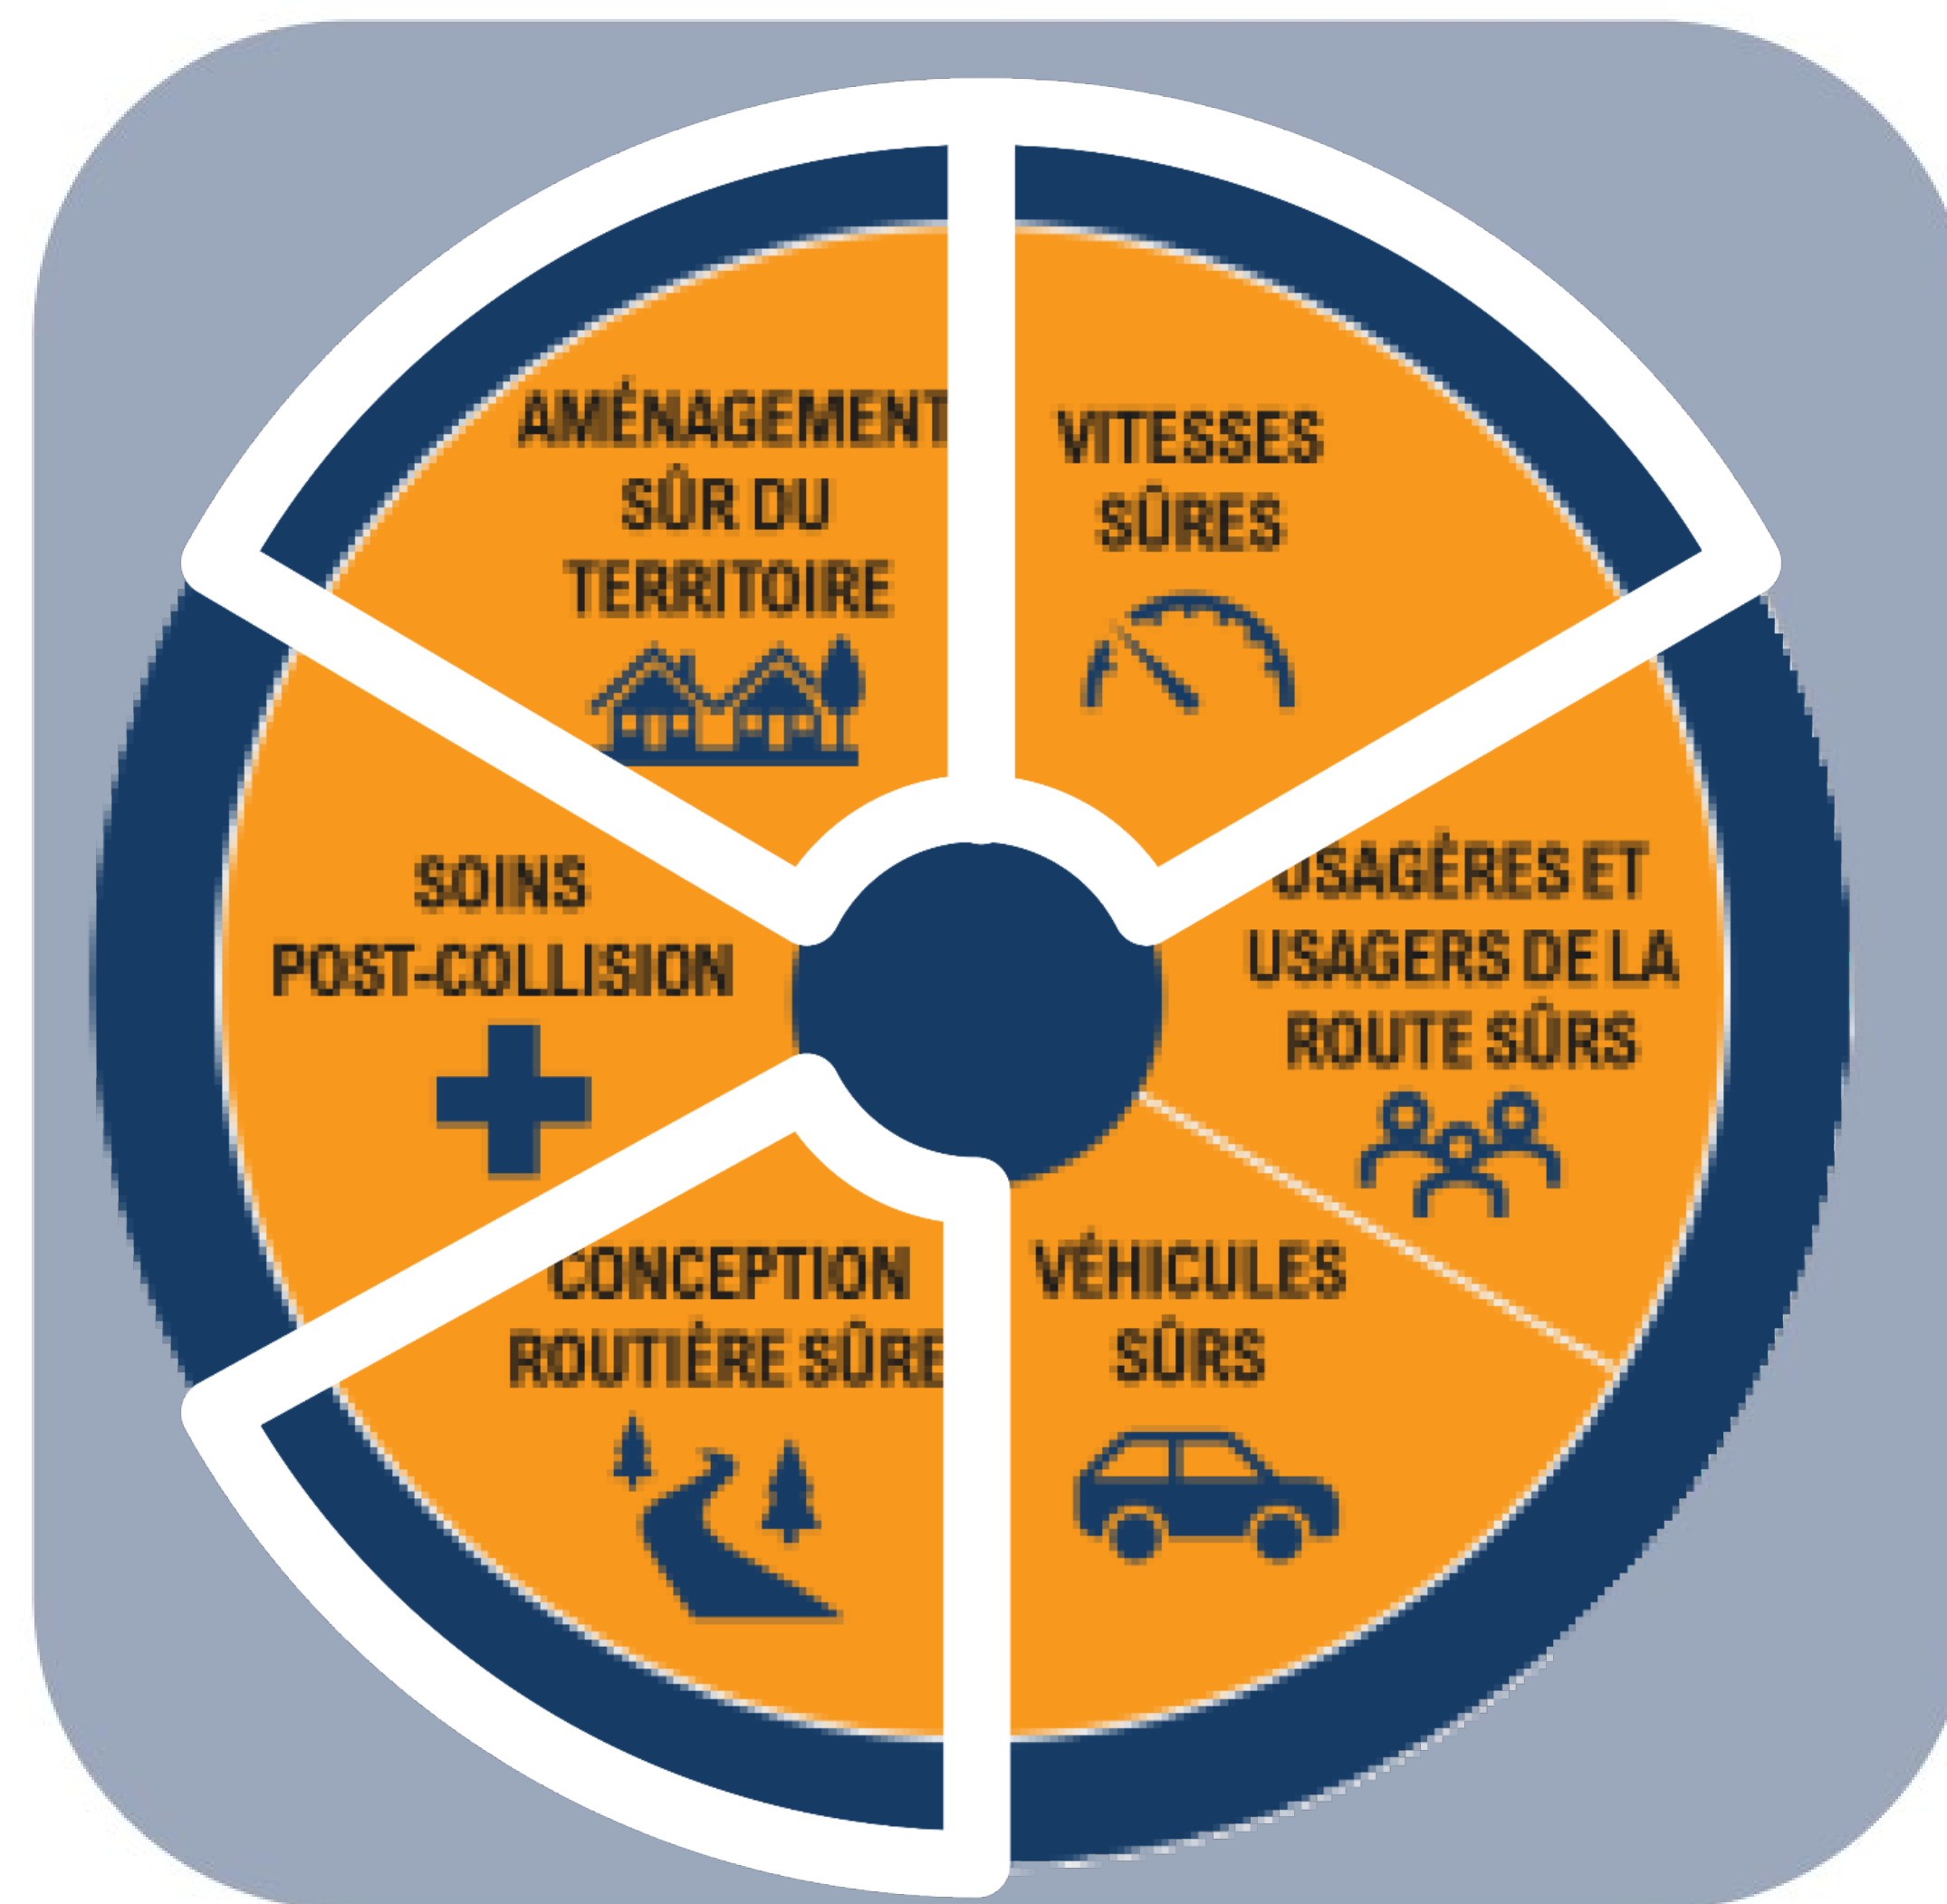 AMÉNAGEMENT
SÛR DU
TERRITOIRE
VITESSES
SÛRES
USAGÈRES ET
USAGERS DE LA
ROUTE SÛRS
VÉHICULES
SÛRS
CONCEPTION
ROUTIÈRE SÛRE
SOINS
POST-COLLISION